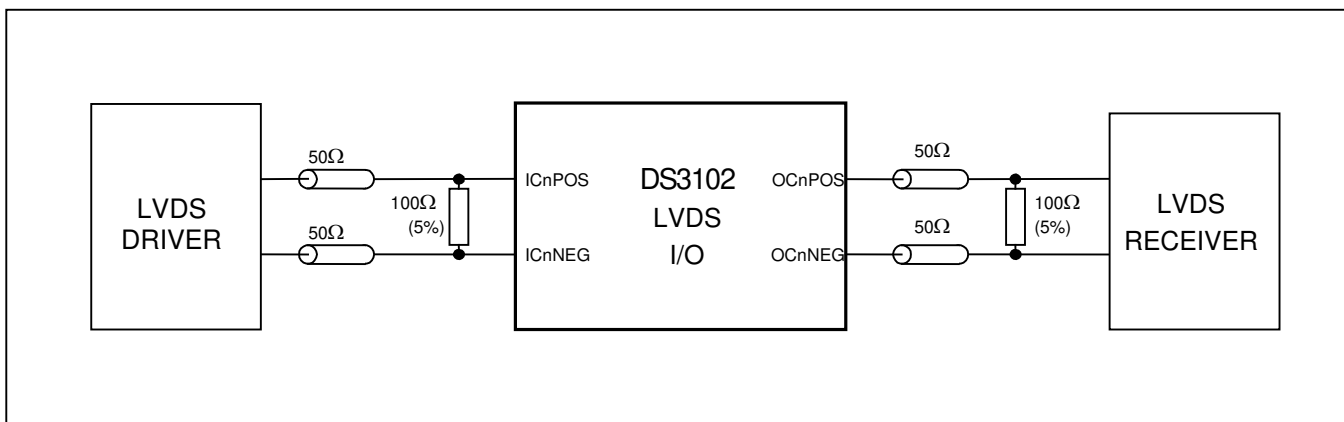 LVDS
DRIVER
50Ω
50Ω
100Ω
(5%)
ICnPOS
ICnNEG
DS3102
LVDS
I/O
OCnPOS
OCnNEG
50Ω
50Ω
100Ω
(5%)
LVDS
RECEIVER